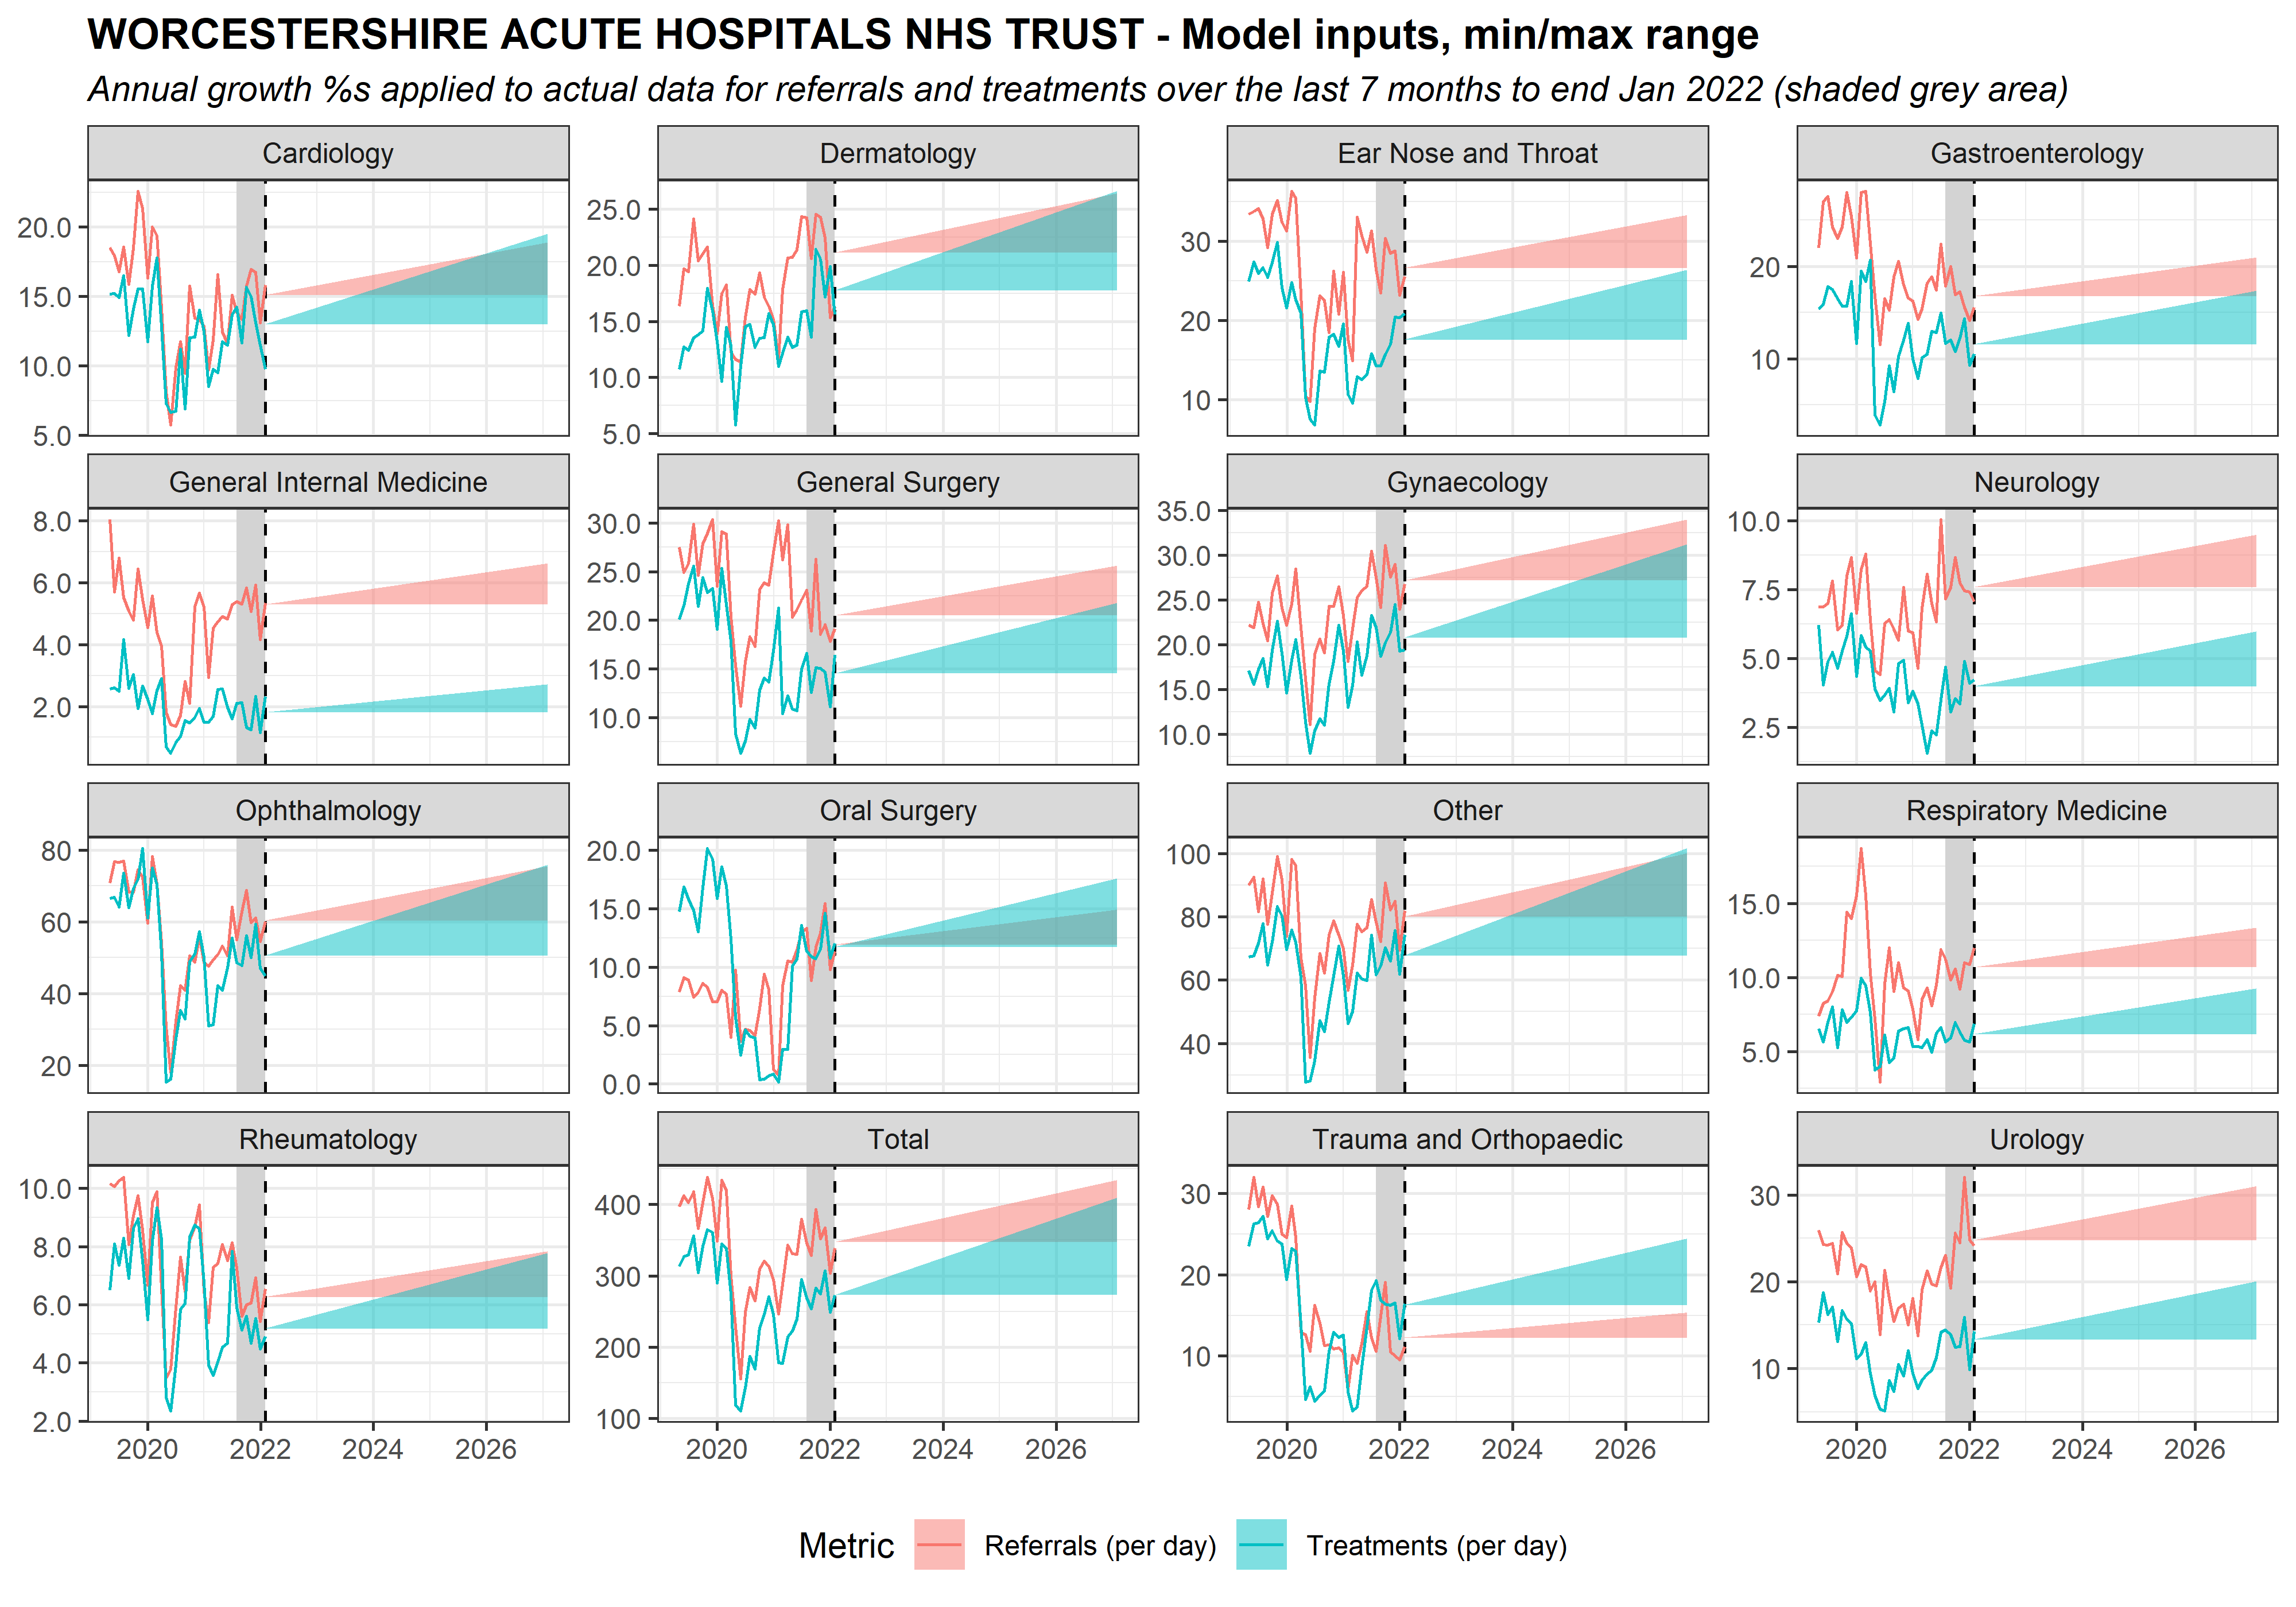 WORCESTERSHIRE ACUTE HOSPITALS NHS TRUST - Model inputs, min/max range
Annual growth %s applied to actual data for referrals and treatments over the last 7 months to end Jan 2022 (shaded grey area)
Cardiology
Dermatology
Ear Nose and Throat
Gastroenterology
20.0
15.0
10.0
5.0
25.0
20.0
15.0
10.0
5.0
30
20
10
20
10
General Internal Medicine
General Surgery
Gynaecology
Neurology
8.0
6.0
4.0
2.0
30.0
25.0
20.0
15.0
10.0
35.0
30.0
25.0
20.0
15.0
10.0
10.0
7.5
5.0
2.5
Ophthalmology
Oral Surgery
Other
Respiratory Medicine
80
60
40
20
20.0
15.0
10.0
5.0
0.0
100
80
60
40
15.0
10.0
5.0
Rheumatology
Total
Trauma and Orthopaedic
Urology
10.0
8.0
6.0
4.0
2.0
400
300
200
100
30
20
10
30
20
10
2020 2022 2024 2026
2020 2022 2024 2026
2020 2022 2024 2026
2020 2022 2024 2026
Metric Referrals (per day) Treatments (per day)